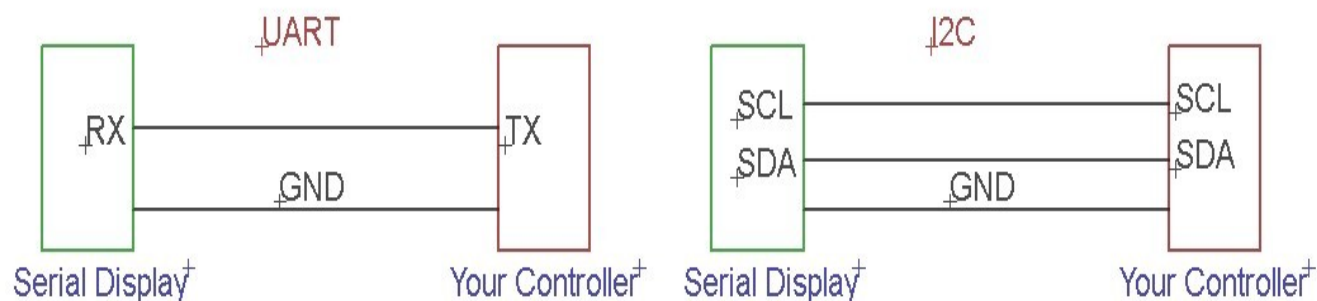 UART
RX TX
GND
Serial Display Your Controller
I2C
SCL SCL
SDA SDA
GND
Serial Display Your Controller